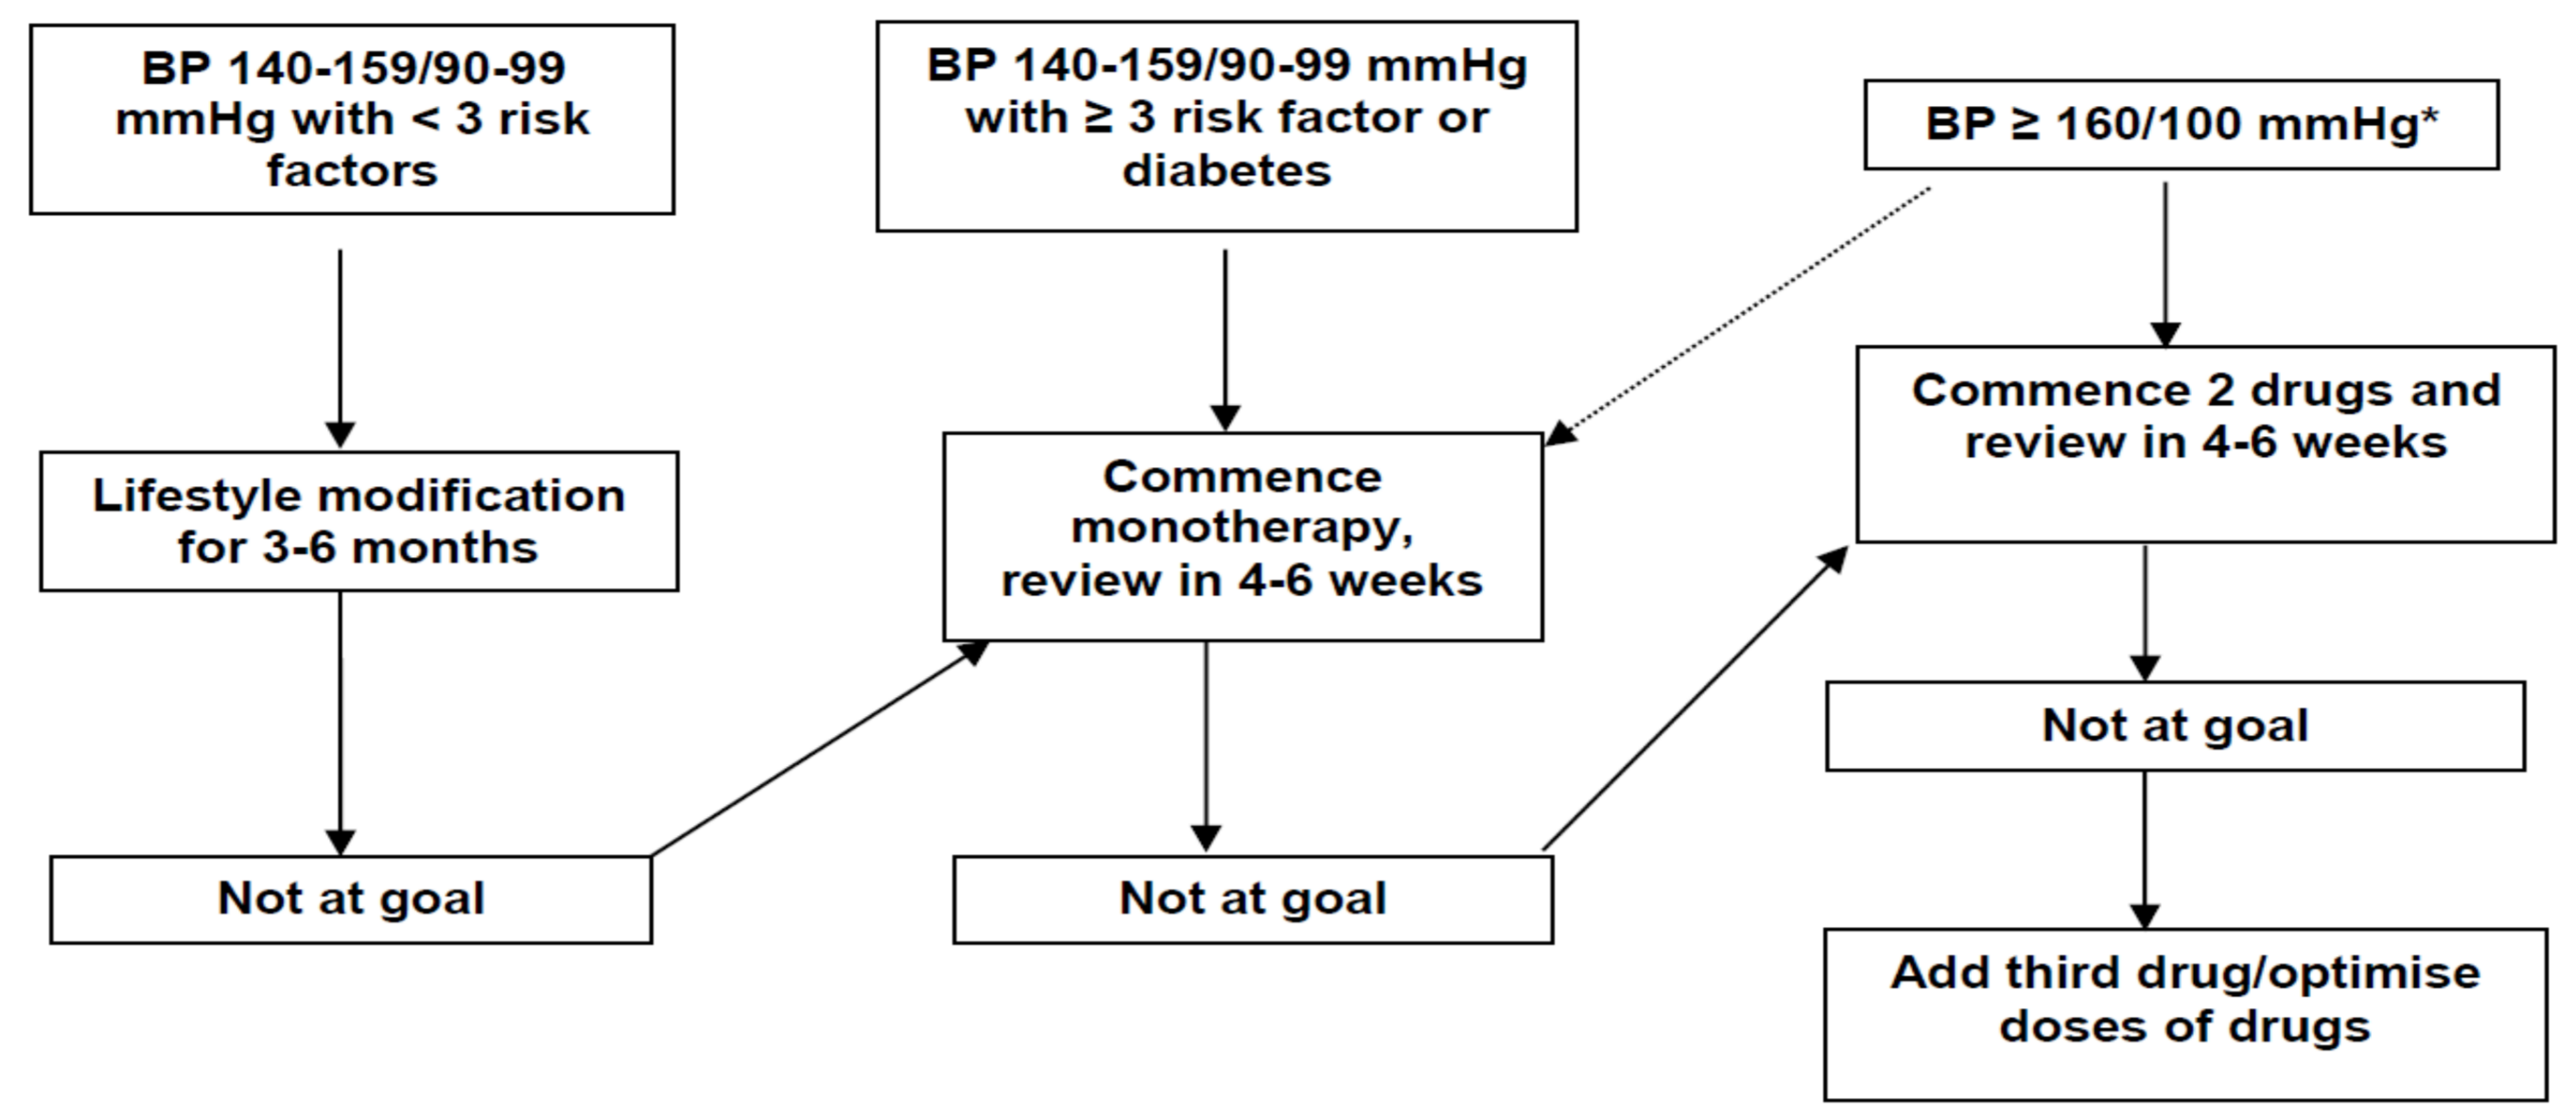 BP 140-159/90-99
mmHg with < 3 risk
factors
BP 140-159/90-99 mmHg
with ≥ 3 risk factor or
diabetes
BP ≥ 160/100 mmHg*
Lifestyle modification
for 3-6 months
Commence
monotherapy,
review in 4-6 weeks
Commence 2 drugs and
review in 4-6 weeks
Not at goal
Not at goal
Not at goal
Add third drug/optimise
doses of drugs